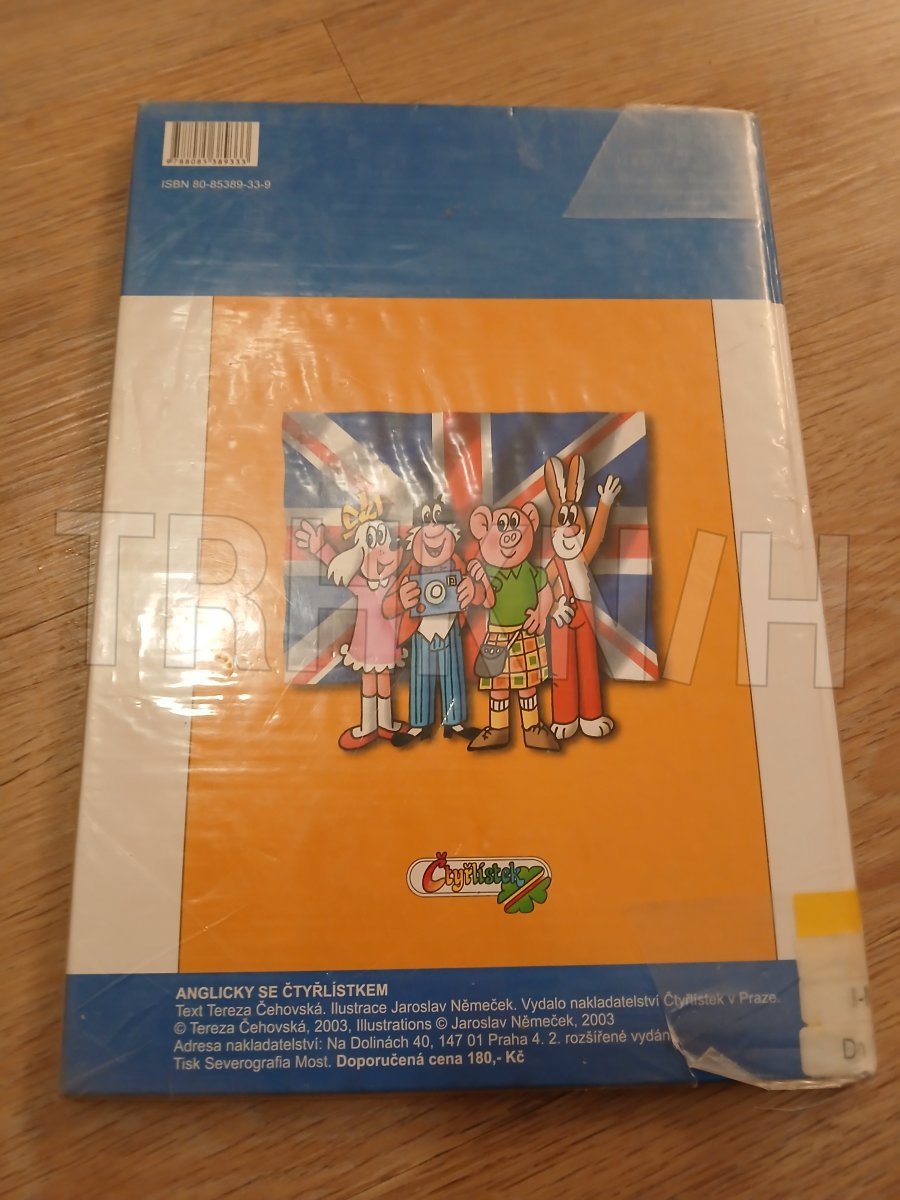 9788085389333
ISBN 80-85389-33-9
Čtyřlístek
ANGLICKY SE ČTYŘLÍSTKEM
Text Tereza Čehovská. Ilustrace Jaroslav Němeček. Vydalo nakladatelství Čtyřlístek v Praze.
© Tereza Čehovská, 2003, Illustrations © Jaroslav Němeček, 2003
Adresa nakladatelství: Na Dolinách 40, 147 01 Praha 4. 2. rozšířené vydán
Tisk Severografia Most. Doporučená cena 180,- Kč